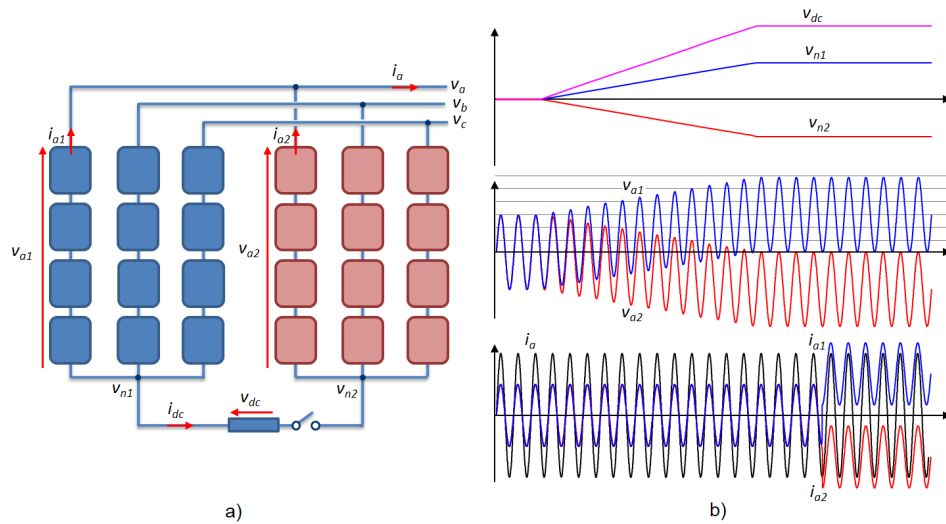 i_a
v_a
v_b
v_c
i_a1
i_a2
v_a1
v_a2
v_n1
v_n2
v_dc
i_dc
a)
v_dc
v_n1
v_n2
v_a1
v_a2
i_a
i_a1
i_a2
b)